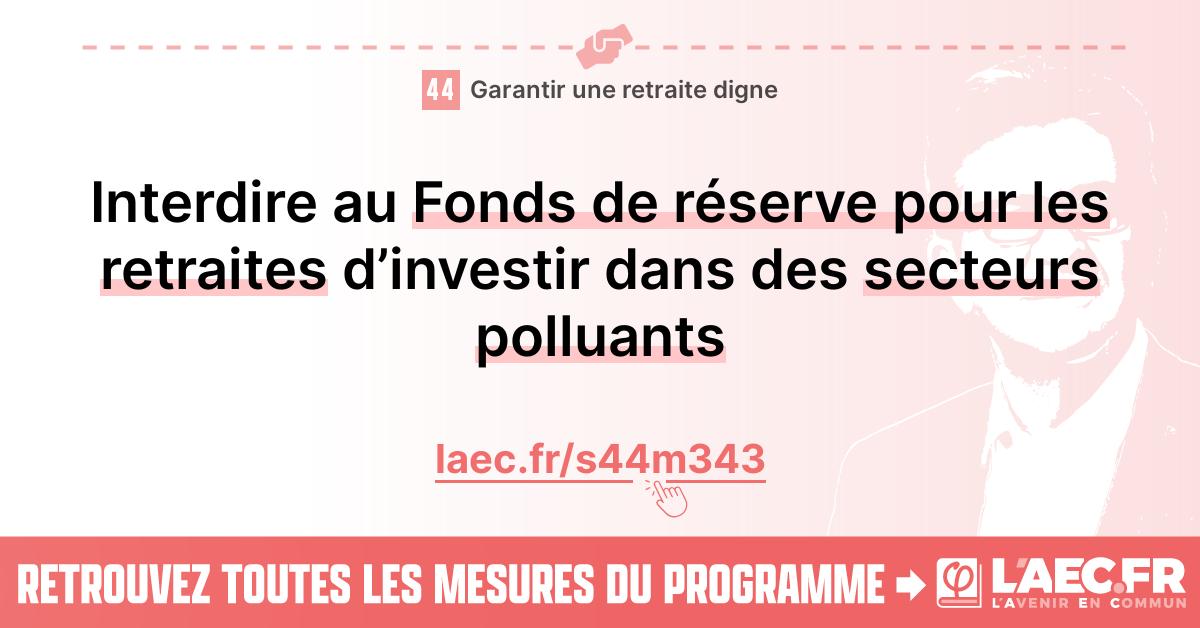 44 Garantir une retraite digne
Interdire au Fonds de réserve pour les
retraites d’investir dans des secteurs
polluants
laec.fr/s44m343
RETROUVEZ TOUTES LES MESURES DU PROGRAMME
L'AEC.FR
L'AVENIR EN COMMUN